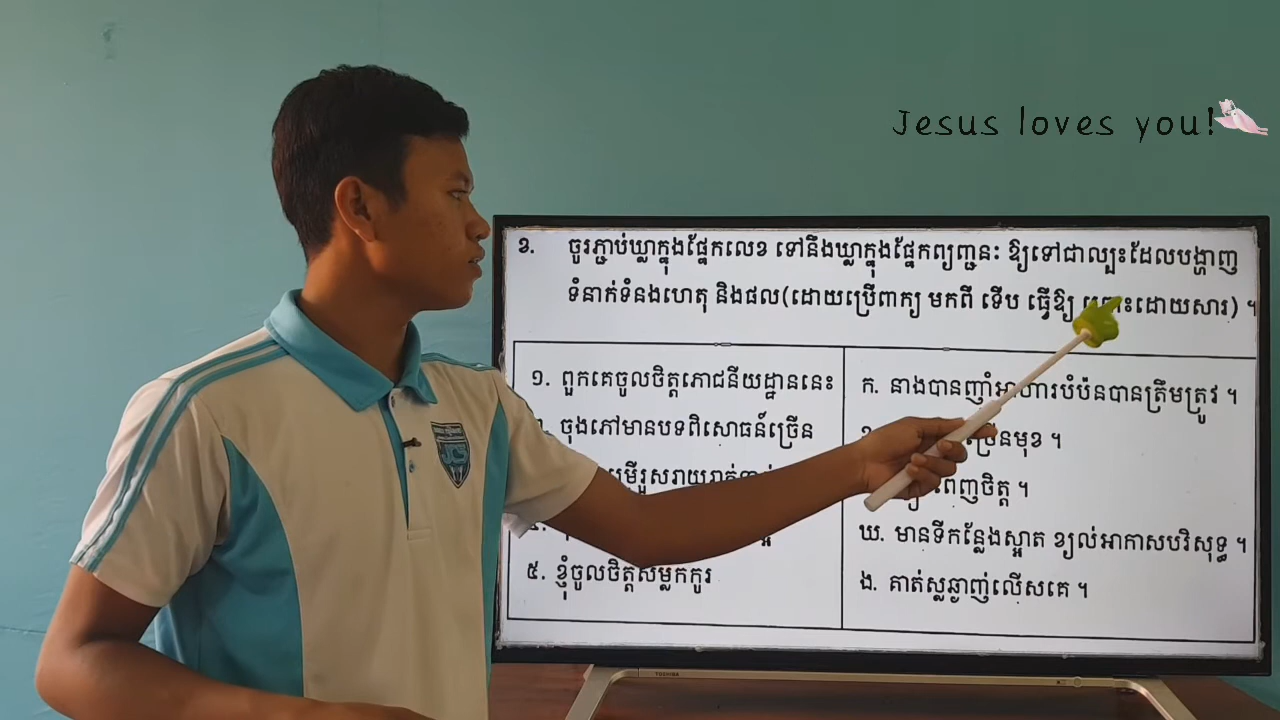 Jesus loves you!
ខ. ចូរភ្ជាប់ឃ្លាក្នុងផ្នែកលេខ ទៅនឹងឃ្លាក្នុងផ្នែកព្យញ្ជនៈ ឱ្យទៅជាល្បះដែលបង្ហាញ
ទំនាក់ទំនងហេតុ និងផល(ដោយប្រើពាក្យ មកពី ទើប ធ្វើឱ្យ ព្រោះដោយសារ) ។
១. ពួកគេចូលចិត្តភោជនីយដ្ឋាននេះ
ចុងភៅមានបទពិសោធន៍ច្រើន
៥. ខ្ញុំចូលចិត្តសម្លកកូរ
ក. នាងបានញ៉ាំអាហារបំប៉នបានត្រឹមត្រូវ ។
ច្រើនមុខ ។
ពេញចិត្ត ។
ឃ. មានទីកន្លែងស្អាត ខ្យល់អាកាសបរិសុទ្ធ ។
ង. គាត់ស្លឆ្ងាញ់លើសគេ ។
TOSHIBA